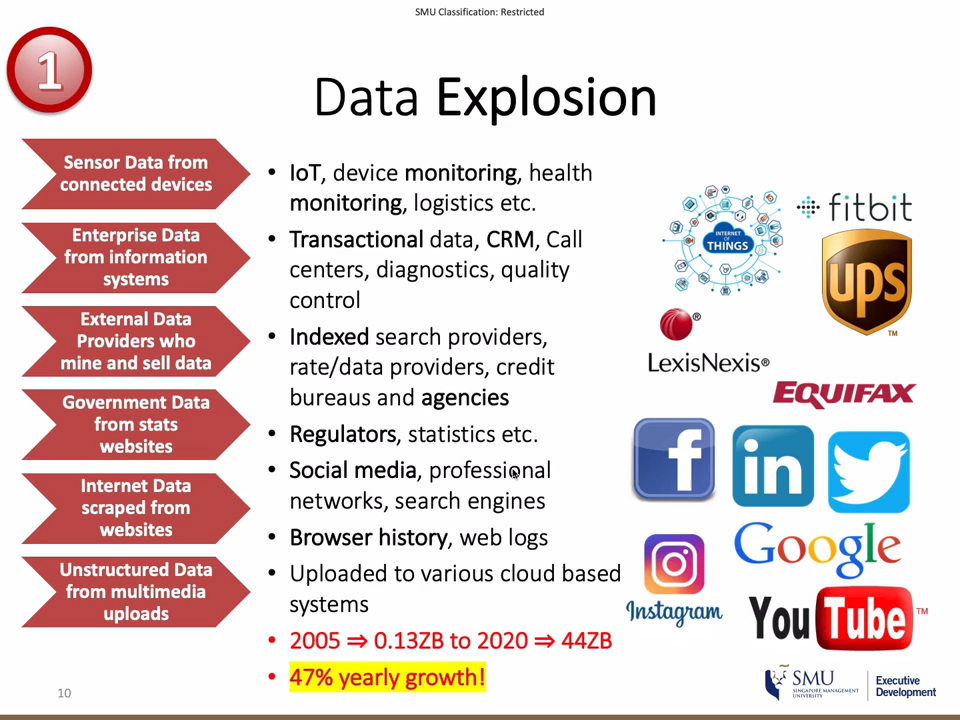 SMU Classification: Restricted
1
Data Explosion
Sensor Data from
connected devices
Enterprise Data
from information
systems
External Data
Providers who
mine and sell data
Government Data
from stats
websites
Internet Data
scraped from
websites
Unstructured Data
from multimedia
uploads
• IoT, device monitoring, health
monitoring, logistics etc.
• Transactional data, CRM, Call
centers, diagnostics, quality
control
• Indexed search providers,
rate/data providers, credit
bureaus and agencies
• Regulators, statistics etc.
• Social media, professional
networks, search engines
• Browser history, web logs
• Uploaded to various cloud based
systems
• 2005 ⇒ 0.13ZB to 2020 ⇒ 44ZB
• 47% yearly growth!
INTERNET
OF
THINGS
fitbit
ups
TM
LexisNexis®
EQUIFAX
f
in
Google
Instagram
YouTube TM
10
SMU
SINGAPORE MANAGEMENT
UNIVERSITY
Executive
Development